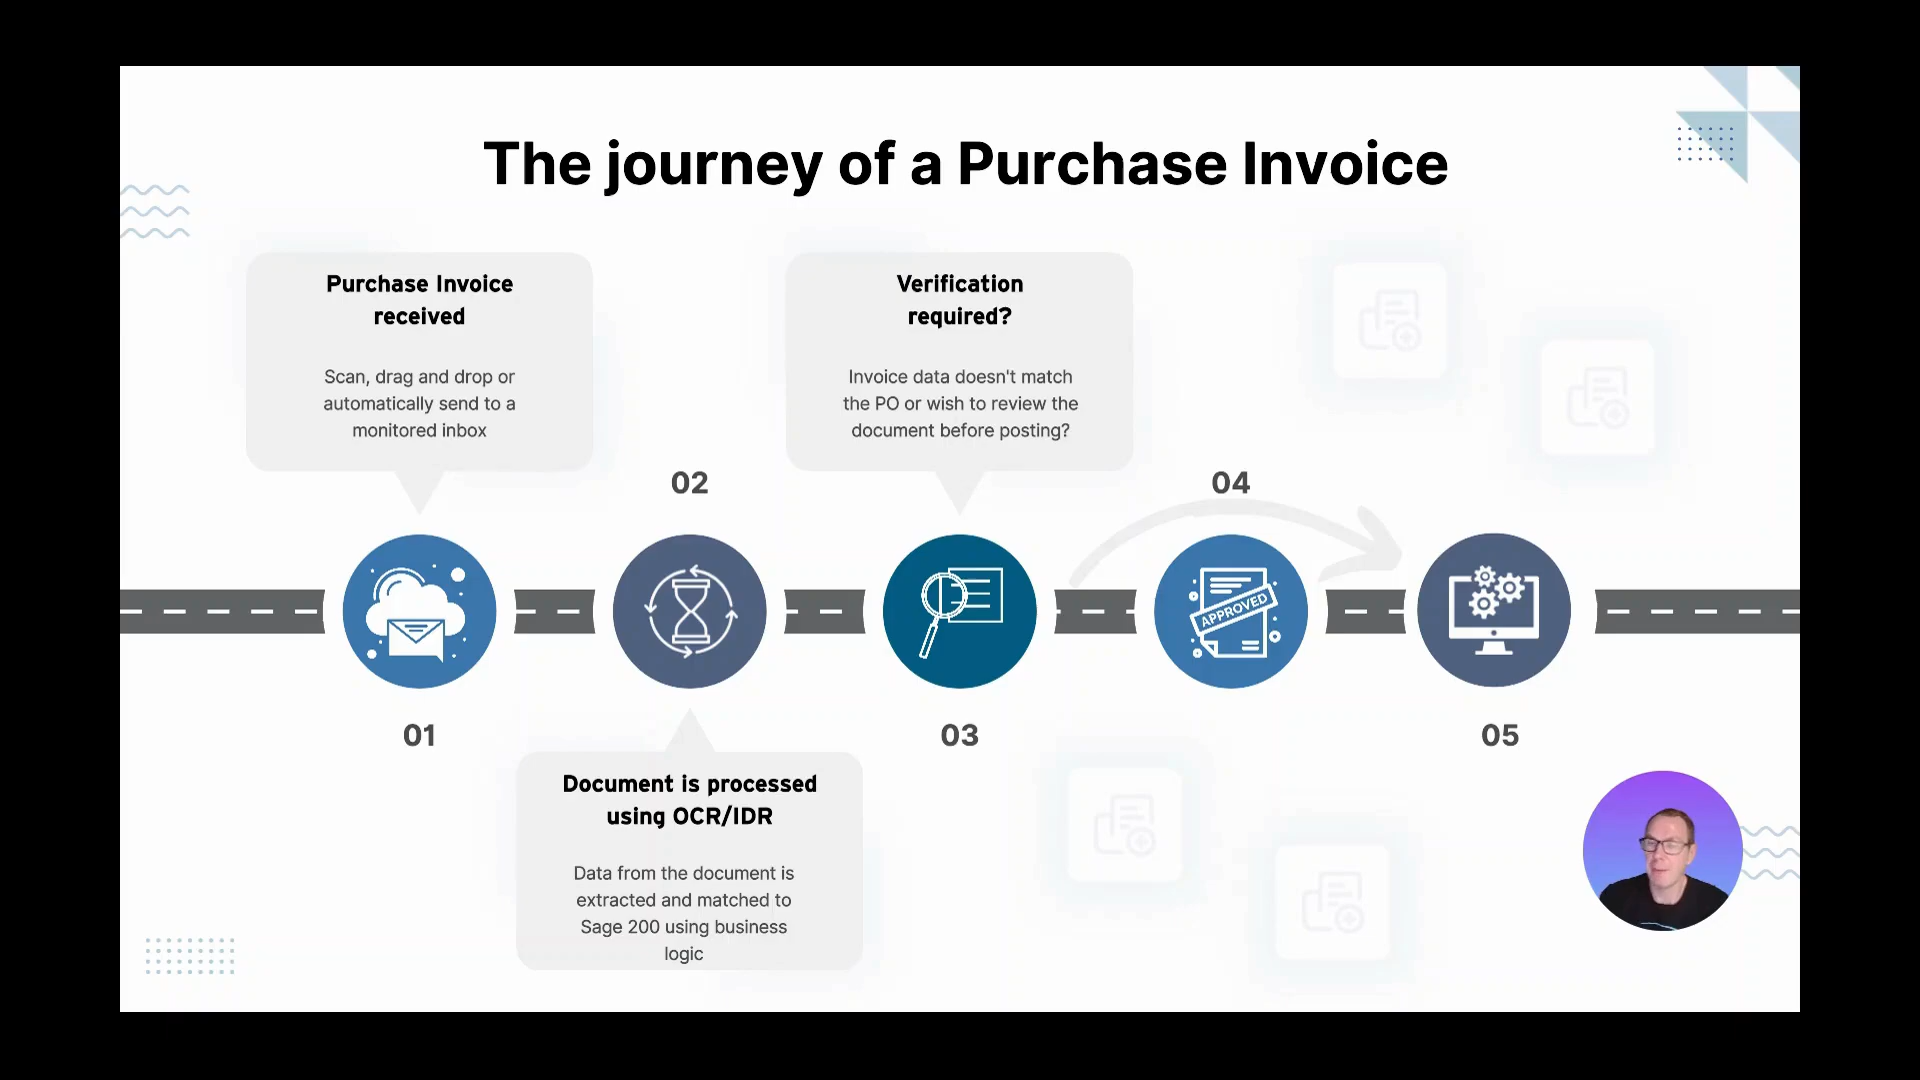 The journey of a Purchase Invoice
Purchase Invoice
received
Scan, drag and drop or
automatically send to a
monitored inbox
Verification
required?
Invoice data doesn't match
the PO or wish to review the
document before posting?
02
04
APPROVED
01
03
05
Document is processed
using OCR/IDR
Data from the document is
extracted and matched to
Sage 200 using business
logic